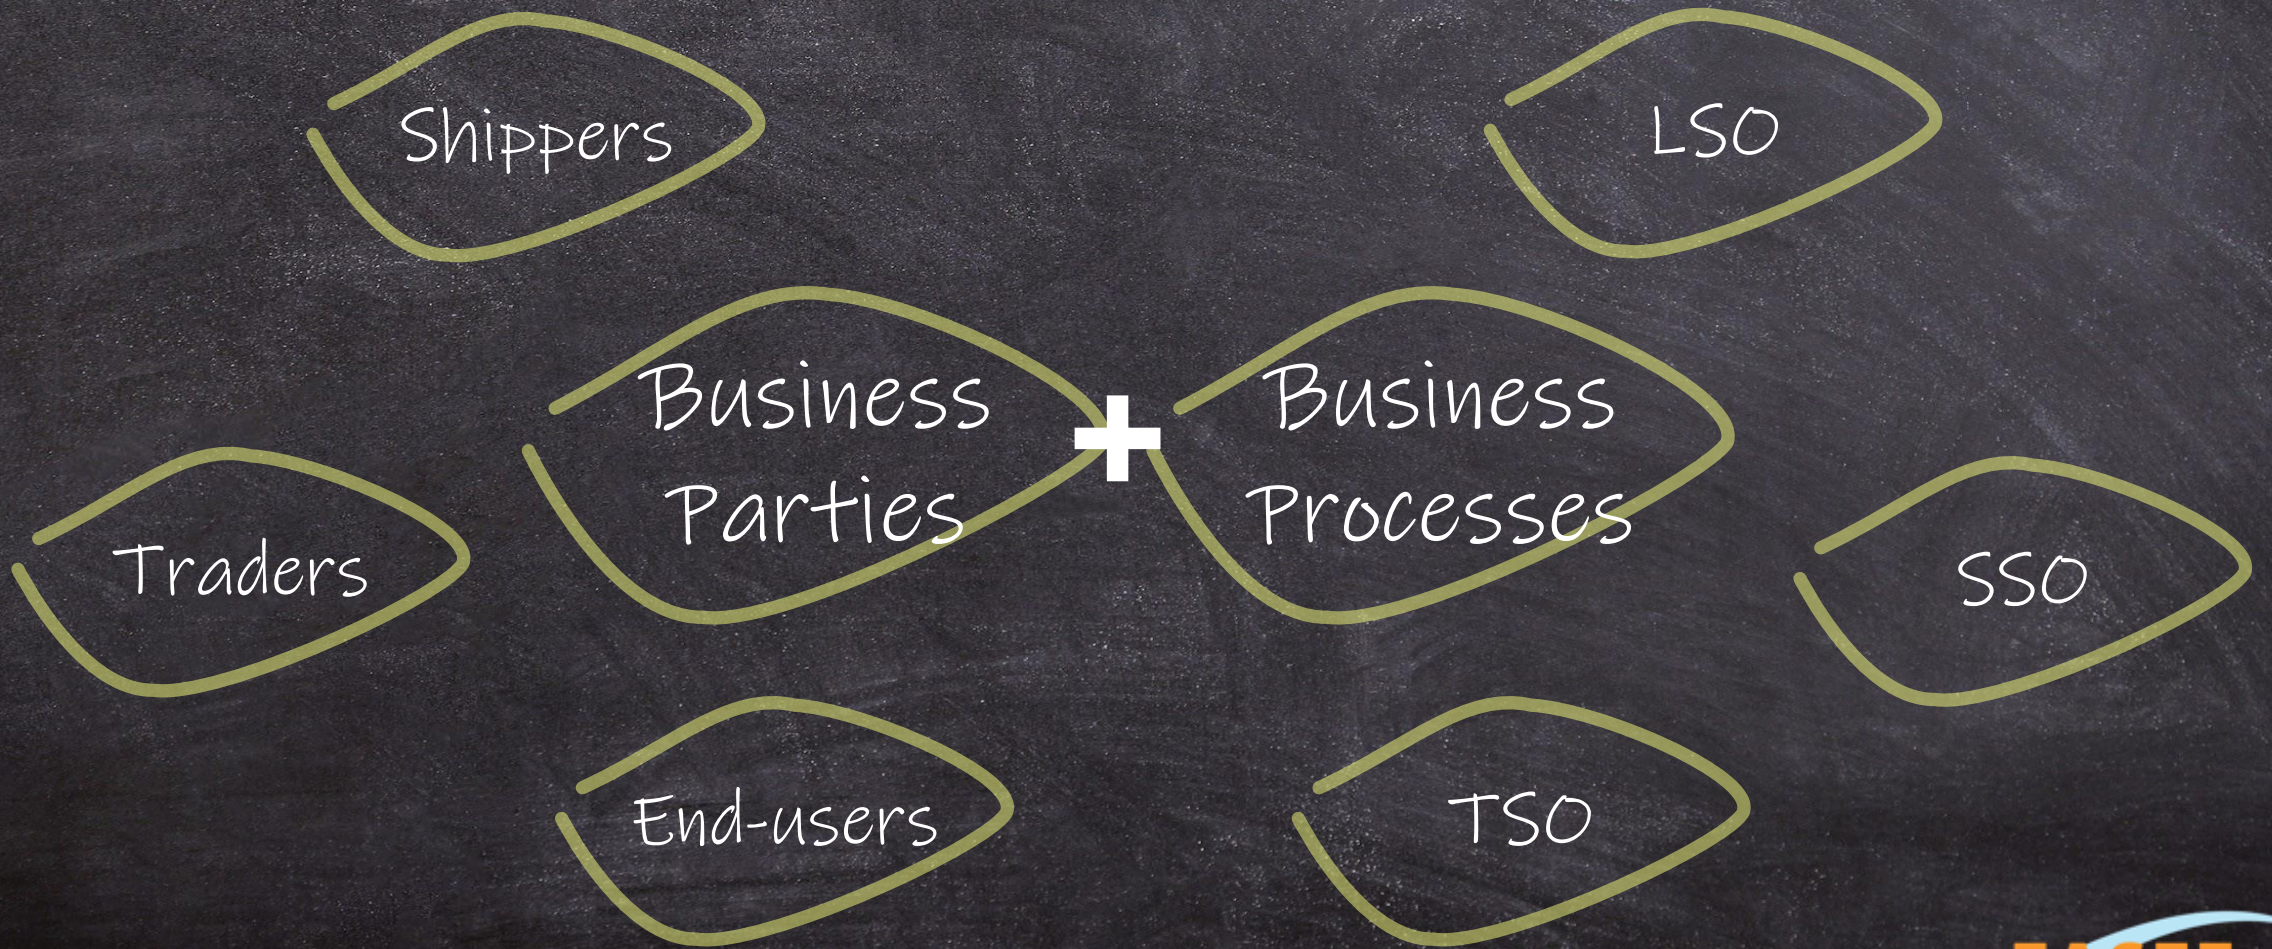 Shippers
LSO
Business
Parties
+
Business
Processes
Traders
SSO
End-users
TSO